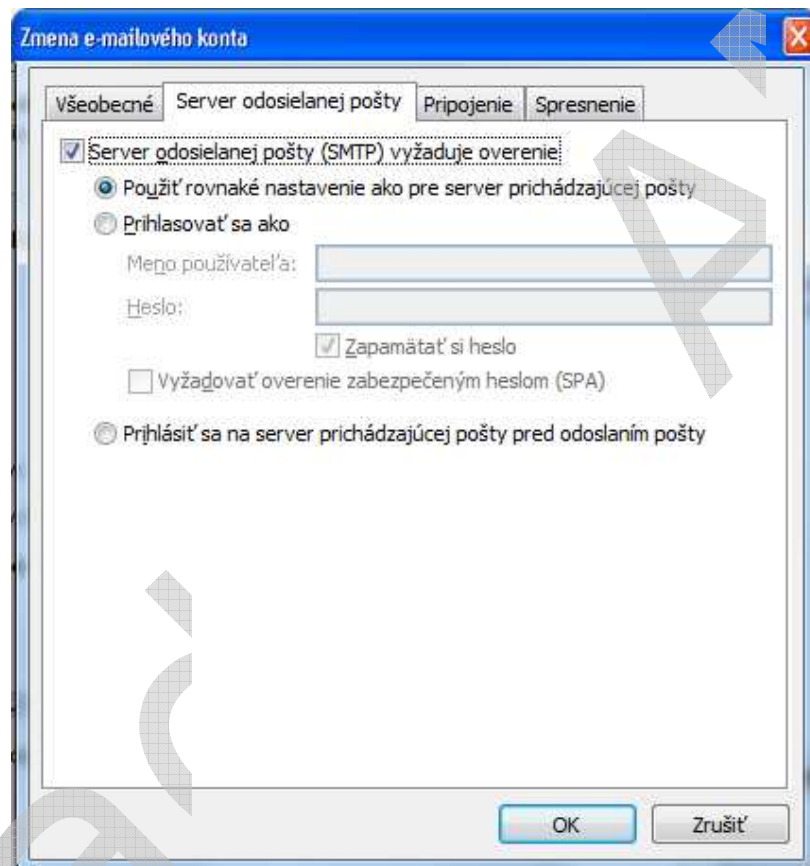 Zmena e-mailového konta
Všeobecné Server odosielanej pošty Pripojenie Spresnenie
Server odosielanej pošty (SMTP) vyžaduje overenie
Použiť rovnaké nastavenie ako pre server prichádzajúcej pošty
Prihlasovať sa ako
Meno používateľa:
Heslo:
Zapamätať si heslo
Vyžadovať overenie zabezpečeným heslom (SPA)
Prihlásiť sa na server prichádzajúcej pošty pred odoslaním pošty
OK Zrušiť